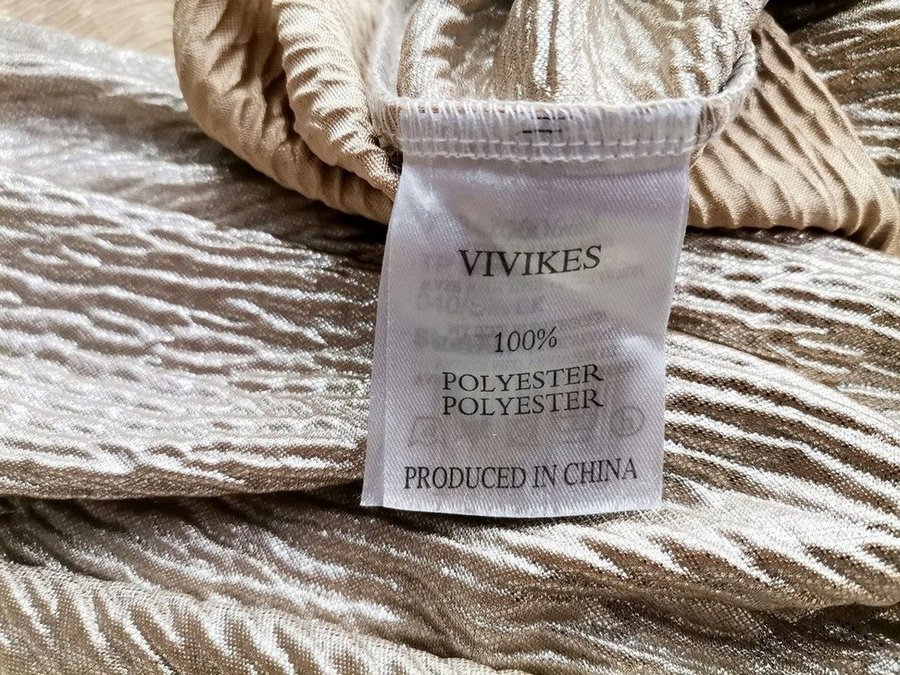 VIVIKES
100%
POLYESTER
POLYESTER
PRODUCED IN CHINA